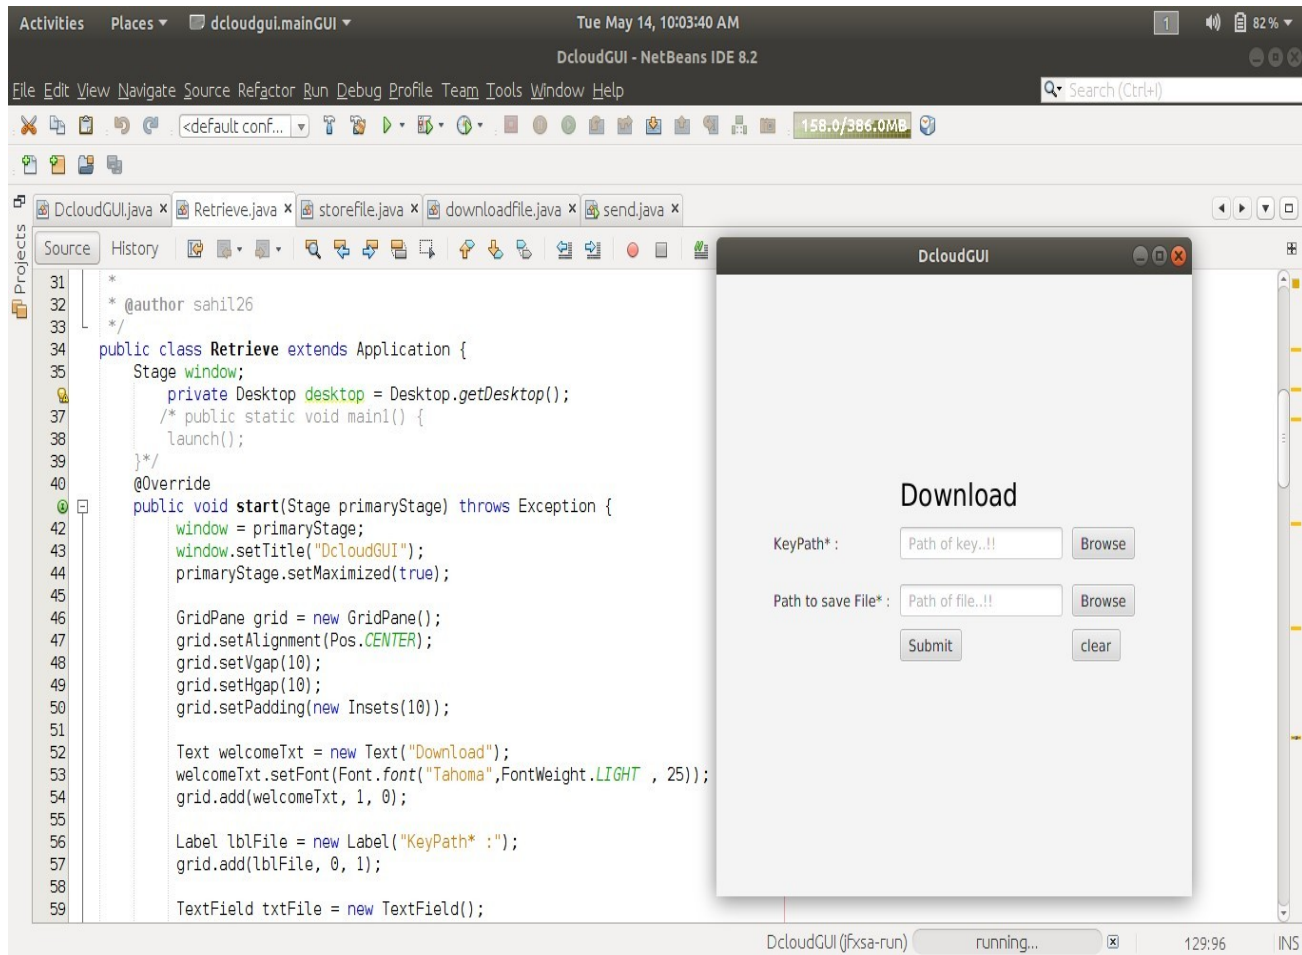 Activities Places dcloudgui.mainGUI Tue May 14, 10:03:40 AM 1 82 %
DcloudGUI - NetBeans IDE 8.2
File Edit View Navigate Source Refactor Run Debug Profile Team Tools Window Help Search (Ctrl+I)
<default conf... 158.0/386.0MB
DcloudGUI.java Retrieve.java storefile.java downloadfile.java send.java
Projects
Source History
31 *
32 * @author sahil26
33 */
34 public class Retrieve extends Application {
35 Stage window;
private Desktop desktop = Desktop.getDesktop();
37 /* public static void main1() {
38 launch();
39 }*/
40 @Override
public void start(Stage primaryStage) throws Exception {
42 window = primaryStage;
43 window.setTitle("DcloudGUI");
44 primaryStage.setMaximized(true);
45
46 GridPane grid = new GridPane();
47 grid.setAlignment(Pos.CENTER);
48 grid.setVgap(10);
49 grid.setHgap(10);
50 grid.setPadding(new Insets(10));
51
52 Text welcomeTxt = new Text("Download");
53 welcomeTxt.setFont(Font.font("Tahoma",FontWeight.LIGHT , 25));
54 grid.add(welcomeTxt, 1, 0);
55
56 Label lblFile = new Label("KeyPath* :");
57 grid.add(lblFile, 0, 1);
58
59 TextField txtFile = new TextField();
DcloudGUI
Download
KeyPath* : Path of key..!! Browse
Path to save File* : Path of file..!! Browse
Submit clear
DcloudGUI (jfxsa-run) running... 129:96 INS